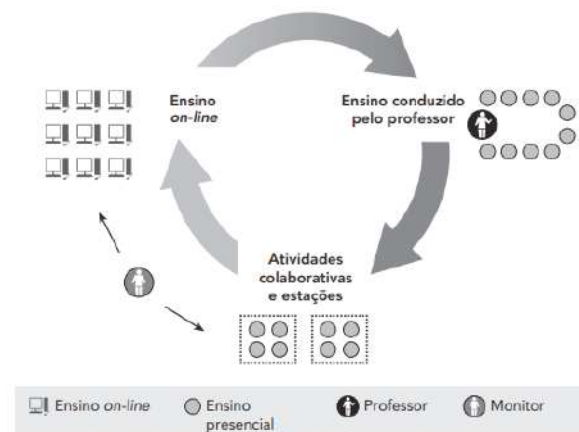 Ensino
on-line
Ensino conduzido
pelo professor
Atividades
colaborativas
e estações
Ensino on-line
Ensino
presencial
Professor
Monitor